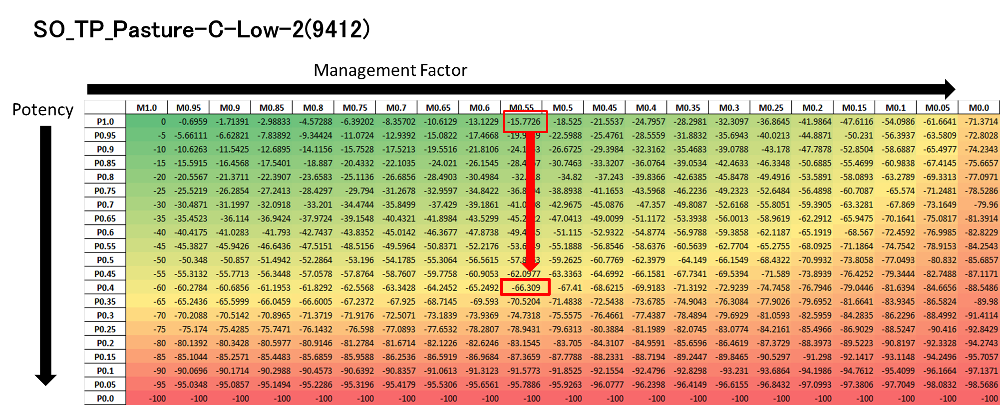 SO_TP_Pasture-C-Low-2(9412)
Management Factor
Potency
M1.0 M0.95 M0.9 M0.85 M0.8 M0.75 M0.7 M0.65 M0.6 M0.55 M0.5 M0.45 M0.4 M0.35 M0.3 M0.25 M0.2 M0.15 M0.1 M0.05 M0.0
P1.0 0 -0.6959 -1.71391 -2.98833 -4.57288 -6.39202 -8.35702 -10.6129 -13.1229 -15.7726 -18.525 -21.5537 -24.7957 -28.2981 -32.3097 -36.8645 -41.9864 -47.6116 -54.0986 -61.6641 -71.3714
P0.95 -5 -5.66111 -6.62821 -7.83892 -9.34424 -11.0724 -12.9392 -15.0822 -17.4668 -22.5988 -25.4761 -28.5559 -31.8832 -35.6943 -40.0213 -44.8871 -50.231 -56.3937 -63.5809 -72.8028
P0.9 -10 -10.6263 -11.5425 -12.6895 -14.1156 -15.7528 -17.5213 -19.5516 -21.8106 -26.6725 -29.3984 -32.3162 -35.4683 -39.0788 -43.178 -47.7878 -52.8504 -58.6887 -65.4977 -74.2343
P0.85 -15 -15.5915 -16.4568 -17.5401 -18.887 -20.4332 -22.1035 -24.021 -26.1545 -30.7463 -33.3207 -36.0764 -39.0534 -42.4633 -46.3348 -50.6885 -55.4699 -60.9838 -67.4145 -75.6657
P0.8 -20 -20.5567 -21.3711 -22.3907 -23.6583 -25.1136 -26.6856 -28.4903 -30.4984 -34.82 -37.243 -39.8366 -42.6385 -45.8478 -49.4916 -53.5891 -58.0893 -63.2789 -69.3313 -77.0971
P0.75 -25 -25.5219 -26.2854 -27.2413 -28.4297 -29.794 -31.2678 -32.9597 -34.8422 -38.8938 -41.1653 -43.5968 -46.2236 -49.2323 -52.6484 -56.4898 -60.7087 -65.574 -71.2481 -78.5286
P0.7 -30 -30.4871 -31.1997 -32.0918 -33.201 -34.4744 -35.8499 -37.429 -39.1861 -42.9675 -45.0876 -47.357 -49.8087 -52.6168 -55.8051 -59.3905 -63.3281 -67.869 -73.1649 -79.96
P0.65 -35 -35.4523 -36.114 -36.9424 -37.9724 -39.1548 -40.4321 -41.8984 -43.5299 -47.0413 -49.0099 -51.1172 -53.3938 -56.0013 -58.9619 -62.2912 -65.9475 -70.1641 -75.0817 -81.3914
P0.6 -40 -40.4175 -41.0283 -41.793 -42.7437 -43.8352 -45.0142 -46.3677 -47.8738 -51.115 -52.9322 -54.8774 -56.9788 -59.3858 -62.1187 -65.1919 -68.567 -72.4592 -76.9985 -82.8229
P0.55 -45 -45.3827 -45.9426 -46.6436 -47.5151 -48.5156 -49.5964 -50.8371 -52.2176 -55.1888 -56.8546 -58.6376 -60.5639 -62.7704 -65.2755 -68.0925 -71.1864 -74.7542 -78.9153 -84.2543
P0.5 -50 -50.348 -50.857 -51.4942 -52.2864 -53.196 -54.1785 -55.3064 -56.5615 -59.2625 -60.7769 -62.3979 -64.149 -66.1549 -68.4322 -70.9932 -73.8058 -77.0493 -80.832 -85.6857
P0.45 -55 -55.3132 -55.7713 -56.3448 -57.0578 -57.8764 -58.7607 -59.7758 -60.9053 -62.0977 -63.3363 -64.6992 -66.1581 -67.7341 -69.5394 -71.589 -73.8939 -76.4252 -79.3444 -82.7488 -87.1171
P0.4 -60 -60.2784 -60.6856 -61.1953 -61.8292 -62.5568 -63.3428 -64.2452 -65.2492 -66.309 -67.41 -68.6215 -69.9183 -71.3192 -72.9239 -74.7458 -76.7946 -79.0446 -81.6394 -84.6656 -88.5486
P0.35 -65 -65.2436 -65.5999 -66.0459 -66.6005 -67.2372 -67.925 -68.7145 -69.593 -70.5204 -71.4838 -72.5438 -73.6785 -74.9043 -76.3084 -77.9026 -79.6952 -81.6641 -83.9345 -86.5824 -89.98
P0.3 -70 -70.2088 -70.5142 -70.8965 -71.3719 -71.9176 -72.5071 -73.1839 -73.9369 -74.7318 -75.5575 -76.4661 -77.4387 -78.4894 -79.6929 -81.0593 -82.5959 -84.2835 -86.2296 -88.4992 -91.4114
P0.25 -75 -75.174 -75.4285 -75.7471 -76.1432 -76.598 -77.0893 -77.6532 -78.2807 -78.9431 -79.6313 -80.3884 -81.1989 -82.0745 -83.0774 -84.2161 -85.4966 -86.9029 -88.5247 -90.416 -92.8429
P0.2 -80 -80.1392 -80.3428 -80.5977 -80.9146 -81.2784 -81.6714 -82.1226 -82.6246 -83.1545 -83.705 -84.3107 -84.9591 -85.6596 -86.4619 -87.3729 -88.3973 -89.5223 -90.8197 -92.3328 -94.2743
P0.15 -85 -85.1044 -85.2571 -85.4483 -85.6859 -85.9588 -86.2536 -86.5919 -86.9684 -87.3659 -87.7788 -88.2331 -88.7194 -89.2447 -89.8465 -90.5297 -91.298 -92.1417 -93.1148 -94.2496 -95.7057
P0.1 -90 -90.0696 -90.1714 -90.2988 -90.4573 -90.6392 -90.8357 -91.0613 -91.3123 -91.5773 -91.8525 -92.1554 -92.4796 -92.8298 -93.231 -93.6864 -94.1986 -94.7612 -95.4099 -96.1664 -97.1371
P0.05 -95 -95.0348 -95.0857 -95.1494 -95.2286 -95.3196 -95.4179 -95.5306 -95.6561 -95.7886 -95.9263 -96.0777 -96.2398 -96.4149 -96.6155 -96.8432 -97.0993 -97.3806 -97.7049 -98.0832 -98.5686
P0.0 -100 -100 -100 -100 -100 -100 -100 -100 -100 -100 -100 -100 -100 -100 -100 -100 -100 -100 -100 -100 -100